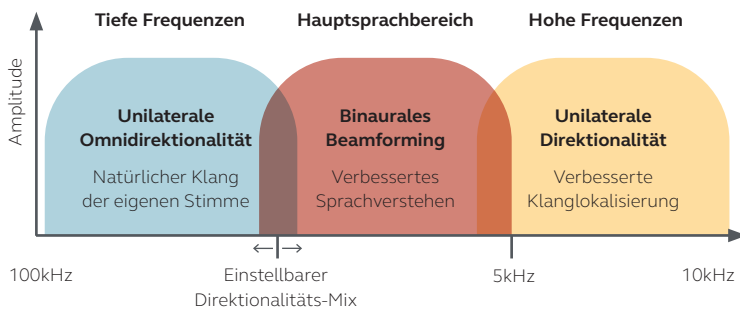 Tiefe Frequenzen
Hauptsprachbereich
Hohe Frequenzen
Amplitude
Unilaterale
Omnidirektionalität
Natürlicher Klang
der eigenen Stimme
Binaurales
Beamforming
Verbessertes
Sprachverstehen
Unilaterale
Direktionalität
Verbesserte
Klanglokalisierung
100kHz
Einstellbarer
Direktionalitäts-Mix
5kHz
10kHz